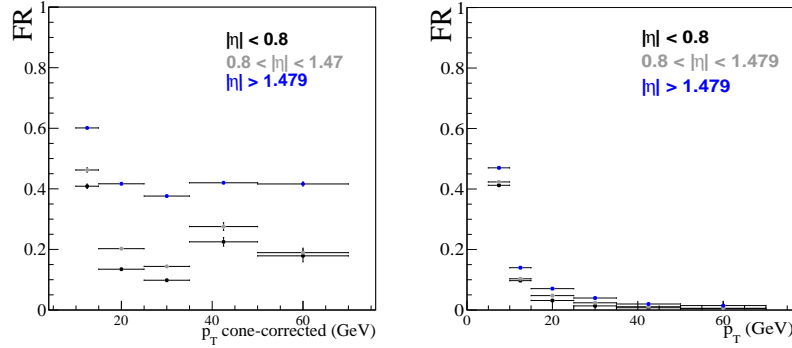 FR
1
0.8
0.6
0.4
0.2
0
|η| < 0.8
0.8 < |η| < 1.47
|η| > 1.479
20 40 60
p_T cone-corrected (GeV)
FR
1
0.8
0.6
0.4
0.2
0
|η| < 0.8
0.8 < |η| < 1.479
|η| > 1.479
0 20 40 60
p_T (GeV)